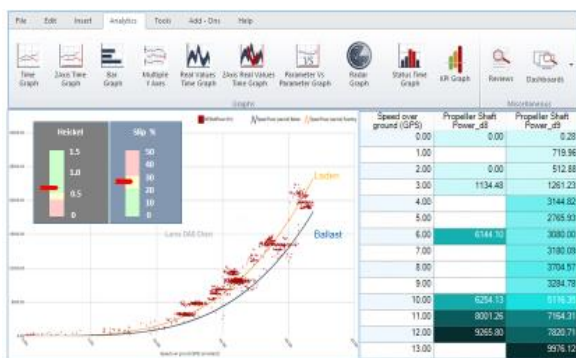 File Edit Insert Analytics Tools Add - Ons Help
Time Graph
2Axis Time Graph
Bar Graph
Multiple Y Axes
Real Values Time Graph
2Axis Real Values Time Graph
Parameter Vs Parameter Graph
Radar Graph
Status Time Graph
KPI Graph
Reviews
Dashboards
Graphs
Miscellaneous
Heickel
1.5
1.0
0.5
0
Slip %
50
40
30
20
10
0
Laden
Ballast
Speed over ground (GPS) Propeller Shaft Power_d8 Propeller Shaft Power_d9
0.00 0.00 0.28
1.00 719.96
2.00 0.00 512.88
3.00 1134.48 1261.23
4.00 3144.82
5.00 2765.93
6.00 6144.10 3080.00
7.00 3180.09
8.00 3704.57
9.00 3284.78
10.00 6254.13 5116.35
11.00 8001.26 7164.31
12.00 9265.80 7820.71
13.00 9976.12